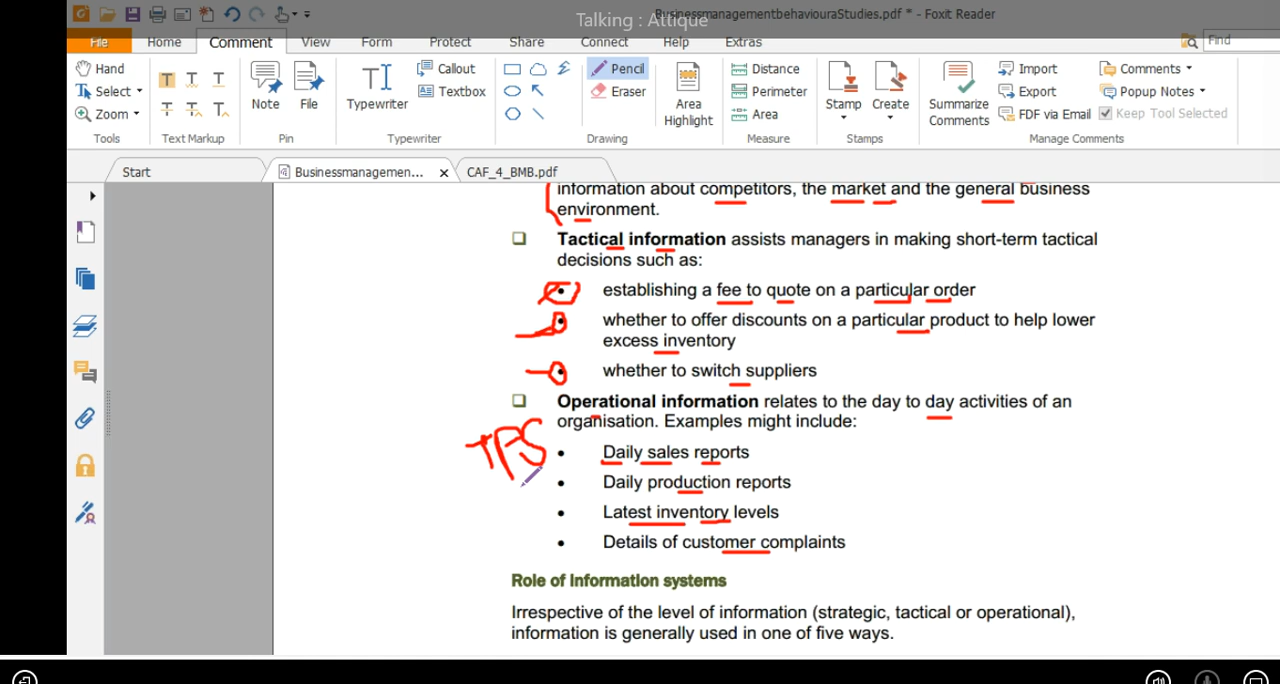 Talking : Attique
BusinessmanagementbehaviouraStudies.pdf * - Foxit Reader
File Home Comment View Form Protect Share Connect Help Extras Find
Hand
Select
Zoom
Tools
Text Markup
Note
File
Pin
Typewriter
Callout
Textbox
Typewriter
Pencil
Eraser
Area
Highlight
Drawing
Distance
Perimeter
Area
Measure
Stamp
Create
Stamps
Summarize
Comments
Import
Export
FDF via Email
Comments
Popup Notes
Keep Tool Selected
Manage Comments
Start
Businessmanagemen...
CAF_4_BMB.pdf
information about competitors, the market and the general business
environment.
Tactical information assists managers in making short-term tactical
decisions such as:
• establishing a fee to quote on a particular order
• whether to offer discounts on a particular product to help lower
excess inventory
• whether to switch suppliers
Operational information relates to the day to day activities of an
organisation. Examples might include:
TPS
• Daily sales reports
• Daily production reports
• Latest inventory levels
• Details of customer complaints
Role of Information systems
Irrespective of the level of information (strategic, tactical or operational),
information is generally used in one of five ways.